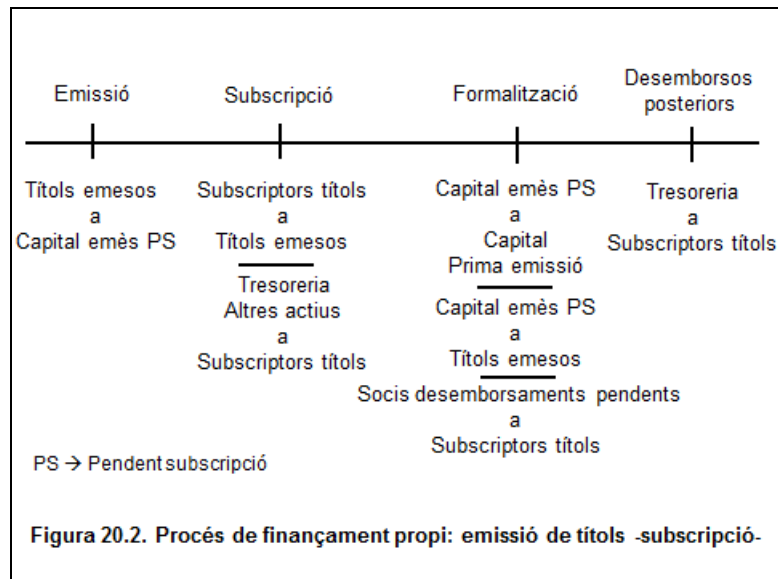 Emissió
Subscripció
Formalització
Desemborsos
posteriors
Títols emesos
a
Capital emès PS
Subscriptors títols
a
Títols emesos
Tresoreria
Altres actius
a
Subscriptors títols
Capital emès PS
a
Capital
Prima emissió
Capital emès PS
a
Títols emesos
Socis desemborsaments pendents
a
Subscriptors títols
Tresoreria
a
Subscriptors títols
PS → Pendent subscripció
Figura 20.2. Procés de finançament propi: emissió de títols -subscripció-